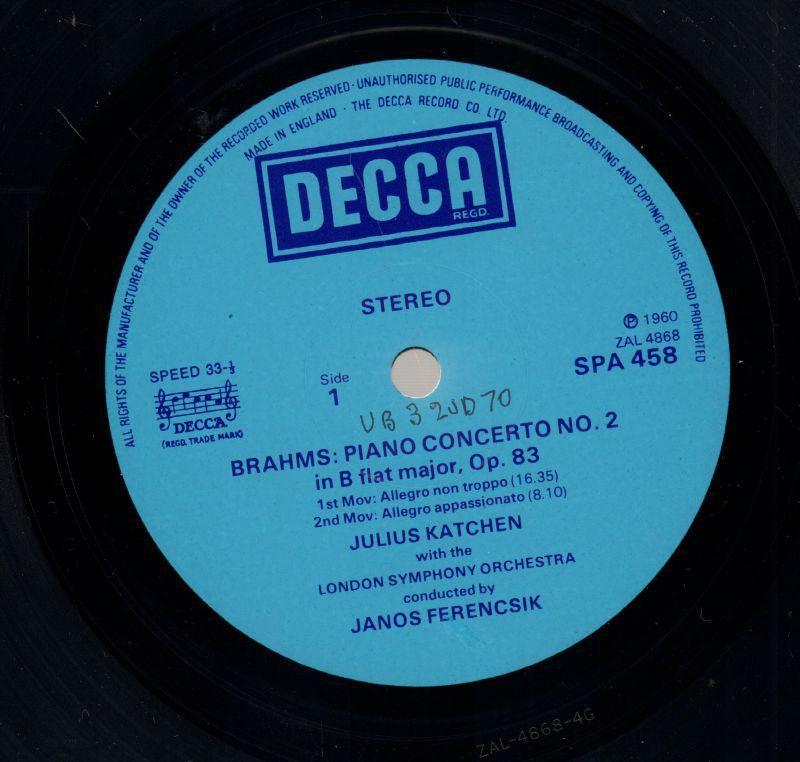 ALL RIGHTS OF THE MANUFACTURER AND OF THE OWNER OF THE RECORDED WORK RESERVED · UNAUTHORISED PUBLIC PERFORMANCE BROADCASTING AND COPYING OF THIS RECORD PROHIBITED
MADE IN ENGLAND · THE DECCA RECORD CO. LTD.
DECCA
REGD.
STEREO
℗ 1960
ZAL 4868
SPA 458
SPEED 33-⅓
DECCA
(REGD. TRADE MARK)
Side
1
BRAHMS: PIANO CONCERTO NO. 2
in B flat major, Op. 83
1st Mov: Allegro non troppo (16.35)
2nd Mov: Allegro appassionato (8.10)
JULIUS KATCHEN
with the
LONDON SYMPHONY ORCHESTRA
conducted by
JANOS FERENCSIK
ZAL-4868-4G